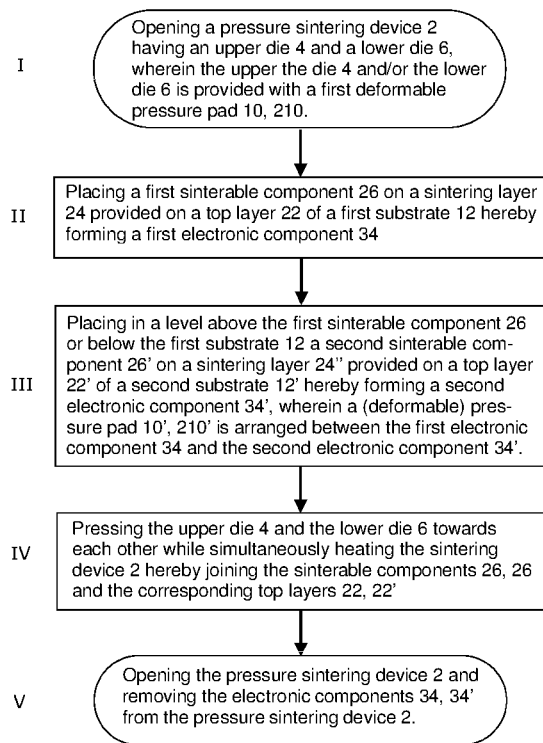 I
Opening a pressure sintering device 2
having an upper die 4 and a lower die 6,
wherein the upper the die 4 and/or the lower
die 6 is provided with a first deformable
pressure pad 10, 210.
II
Placing a first sinterable component 26 on a sintering layer
24 provided on a top layer 22 of a first substrate 12 hereby
forming a first electronic component 34
III
Placing in a level above the first sinterable component 26
or below the first substrate 12 a second sinterable com-
ponent 26' on a sintering layer 24'' provided on a top layer
22' of a second substrate 12' hereby forming a second
electronic component 34', wherein a (deformable) pres-
sure pad 10', 210' is arranged between the first electronic
component 34 and the second electronic component 34'.
IV
Pressing the upper die 4 and the lower die 6 towards
each other while simultaneously heating the sintering
device 2 hereby joining the sinterable components 26, 26
and the corresponding top layers 22, 22'
V
Opening the pressure sintering device 2 and
removing the electronic components 34, 34'
from the pressure sintering device 2.